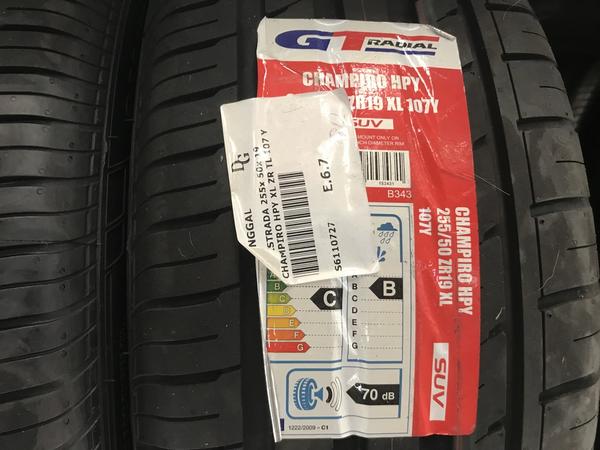 GT RADIAL
CHAMPIRO HPY
ZR19 XL 107Y
SUV
MOUNT ONLY ON
DIAMETER RIM
B343
CHAMPIRO HPY
255/50 ZR19 XL
107Y
SUV
DG
NGGAL
STRADA 255x 50x 19
CHAMPIRO HPY XL ZR TL 107 Y
E.6.7
S6110727
B
C
D
E
F
G
C
A
B
C
D
E
F
G
B
70 dB
1222/2009 - C1